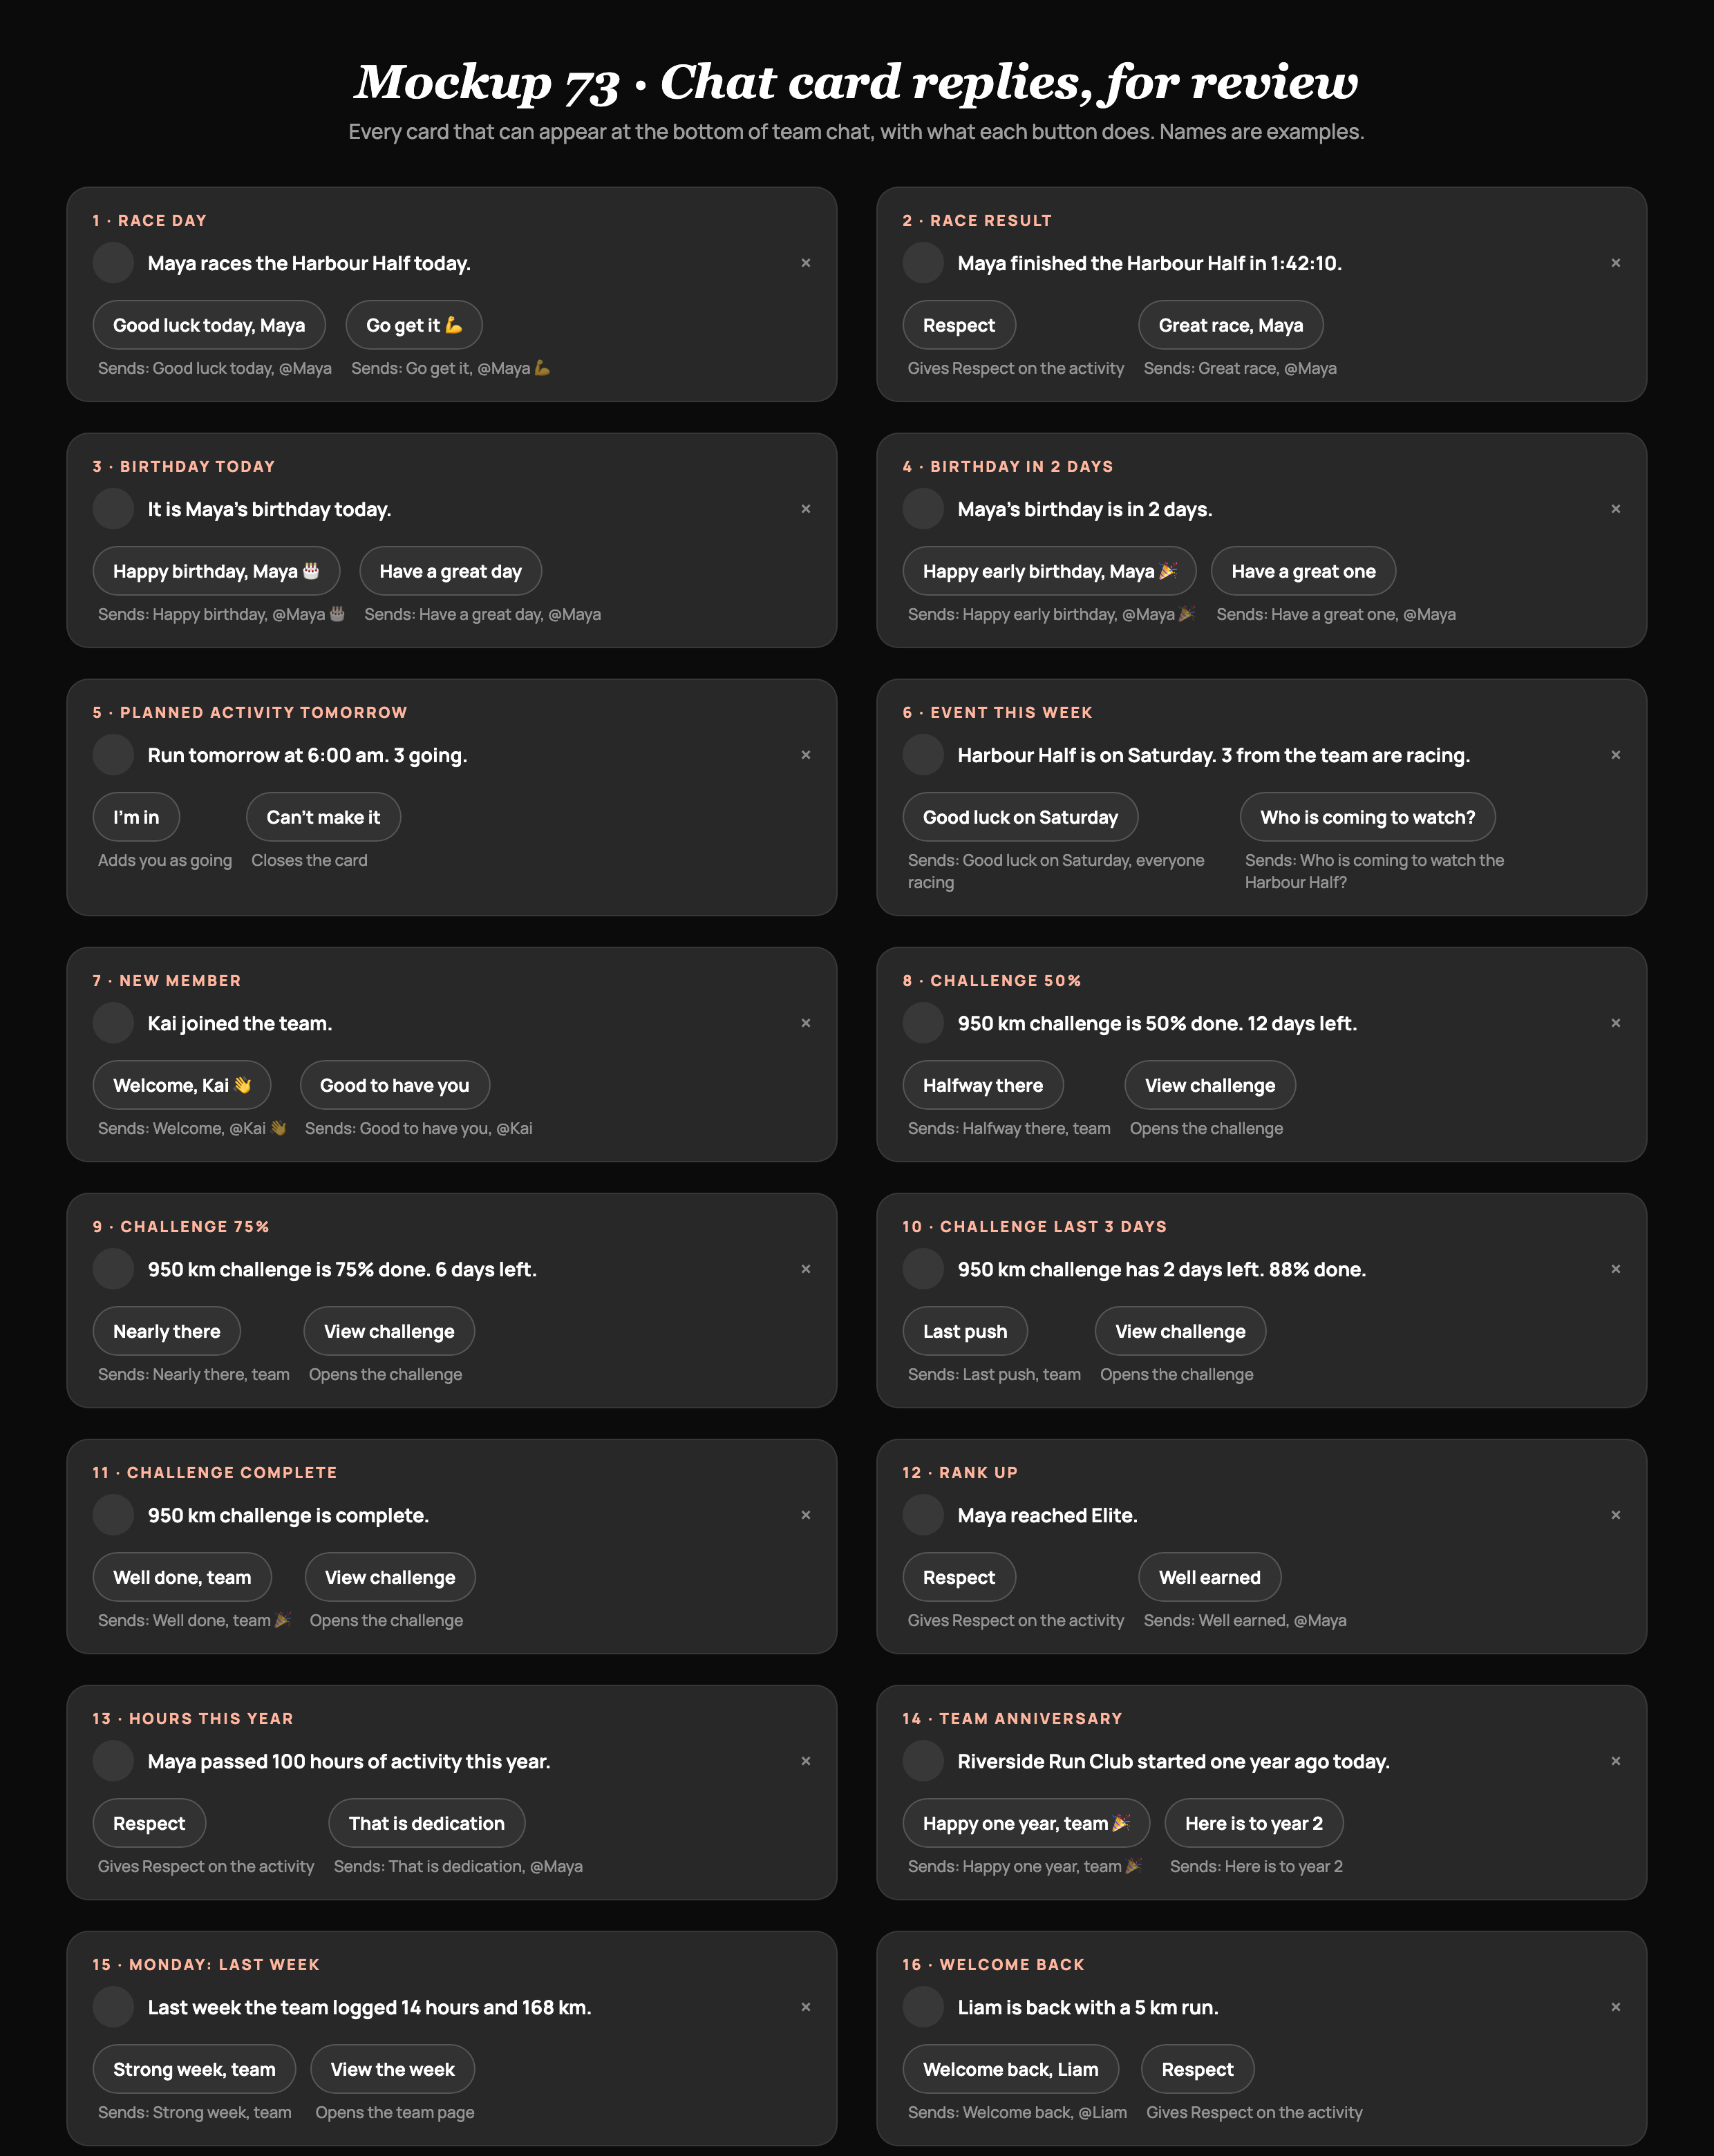 Mockup 73 · Chat card replies, for review
Every card that can appear at the bottom of team chat, with what each button does. Names are examples.
1 · RACE DAY
Maya races the Harbour Half today.
×
Good luck today, Maya
Go get it 💪
Sends: Good luck today, @Maya
Sends: Go get it, @Maya 💪
2 · RACE RESULT
Maya finished the Harbour Half in 1:42:10.
×
Respect
Great race, Maya
Gives Respect on the activity
Sends: Great race, @Maya
3 · BIRTHDAY TODAY
It is Maya’s birthday today.
×
Happy birthday, Maya 🎂
Have a great day
Sends: Happy birthday, @Maya 🎂
Sends: Have a great day, @Maya
4 · BIRTHDAY IN 2 DAYS
Maya’s birthday is in 2 days.
×
Happy early birthday, Maya 🎉
Have a great one
Sends: Happy early birthday, @Maya 🎉
Sends: Have a great one, @Maya
5 · PLANNED ACTIVITY TOMORROW
Run tomorrow at 6:00 am. 3 going.
×
I’m in
Can’t make it
Adds you as going
Closes the card
6 · EVENT THIS WEEK
Harbour Half is on Saturday. 3 from the team are racing.
×
Good luck on Saturday
Who is coming to watch?
Sends: Good luck on Saturday, everyone
racing
Sends: Who is coming to watch the
Harbour Half?
7 · NEW MEMBER
Kai joined the team.
×
Welcome, Kai 👋
Good to have you
Sends: Welcome, @Kai 👋
Sends: Good to have you, @Kai
8 · CHALLENGE 50%
950 km challenge is 50% done. 12 days left.
×
Halfway there
View challenge
Sends: Halfway there, team
Opens the challenge
9 · CHALLENGE 75%
950 km challenge is 75% done. 6 days left.
×
Nearly there
View challenge
Sends: Nearly there, team
Opens the challenge
10 · CHALLENGE LAST 3 DAYS
950 km challenge has 2 days left. 88% done.
×
Last push
View challenge
Sends: Last push, team
Opens the challenge
11 · CHALLENGE COMPLETE
950 km challenge is complete.
×
Well done, team
View challenge
Sends: Well done, team 🎉
Opens the challenge
12 · RANK UP
Maya reached Elite.
×
Respect
Well earned
Gives Respect on the activity
Sends: Well earned, @Maya
13 · HOURS THIS YEAR
Maya passed 100 hours of activity this year.
×
Respect
That is dedication
Gives Respect on the activity
Sends: That is dedication, @Maya
14 · TEAM ANNIVERSARY
Riverside Run Club started one year ago today.
×
Happy one year, team 🎉
Here is to year 2
Sends: Happy one year, team 🎉
Sends: Here is to year 2
15 · MONDAY: LAST WEEK
Last week the team logged 14 hours and 168 km.
×
Strong week, team
View the week
Sends: Strong week, team
Opens the team page
16 · WELCOME BACK
Liam is back with a 5 km run.
×
Welcome back, Liam
Respect
Sends: Welcome back, @Liam
Gives Respect on the activity